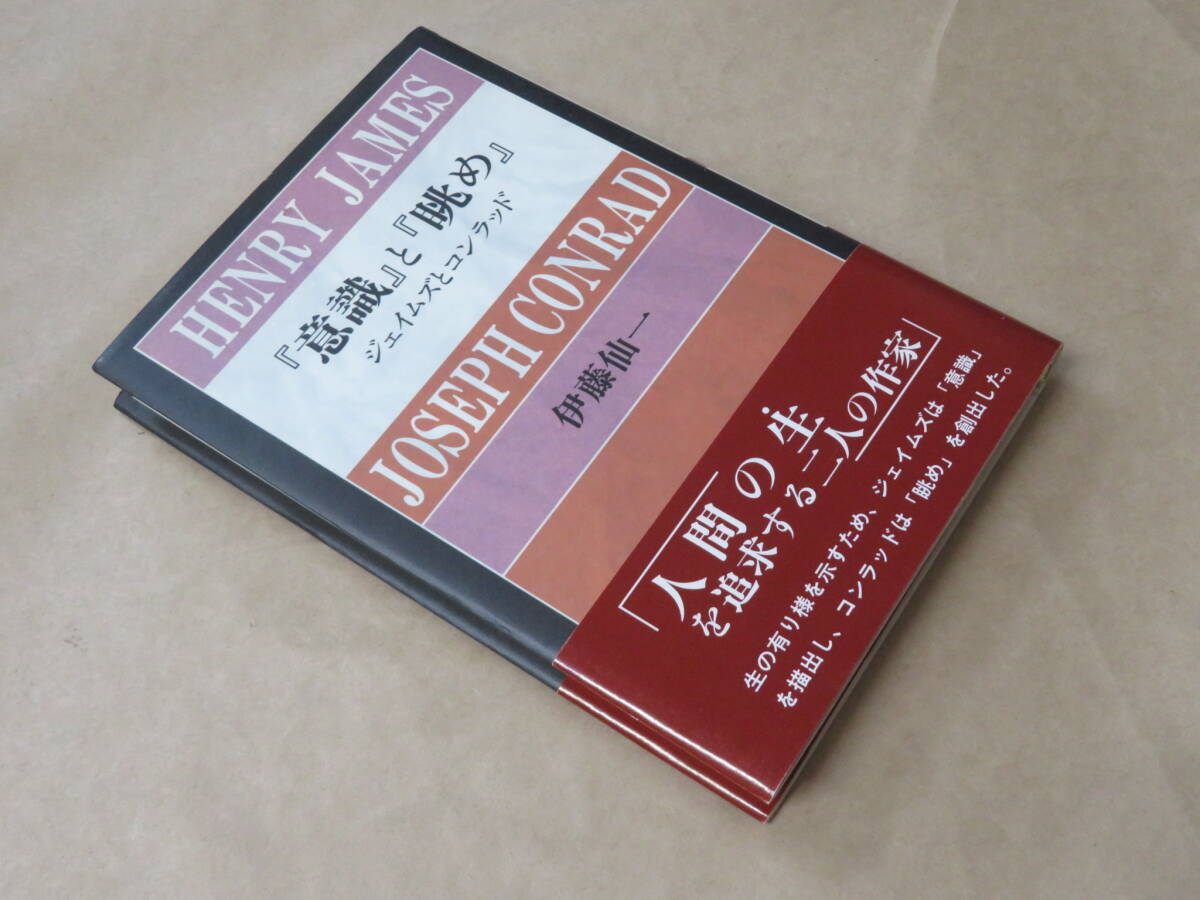 HENRY JAMES
『意識』と『眺め』
ジェイムズとコンラッド
JOSEPH CONRAD
伊藤仙一
人間の生
を追求する二人の作家
生の有り様を示すため、ジェイムズは「意識」
を描出し、コンラッドは「眺め」を創出した。